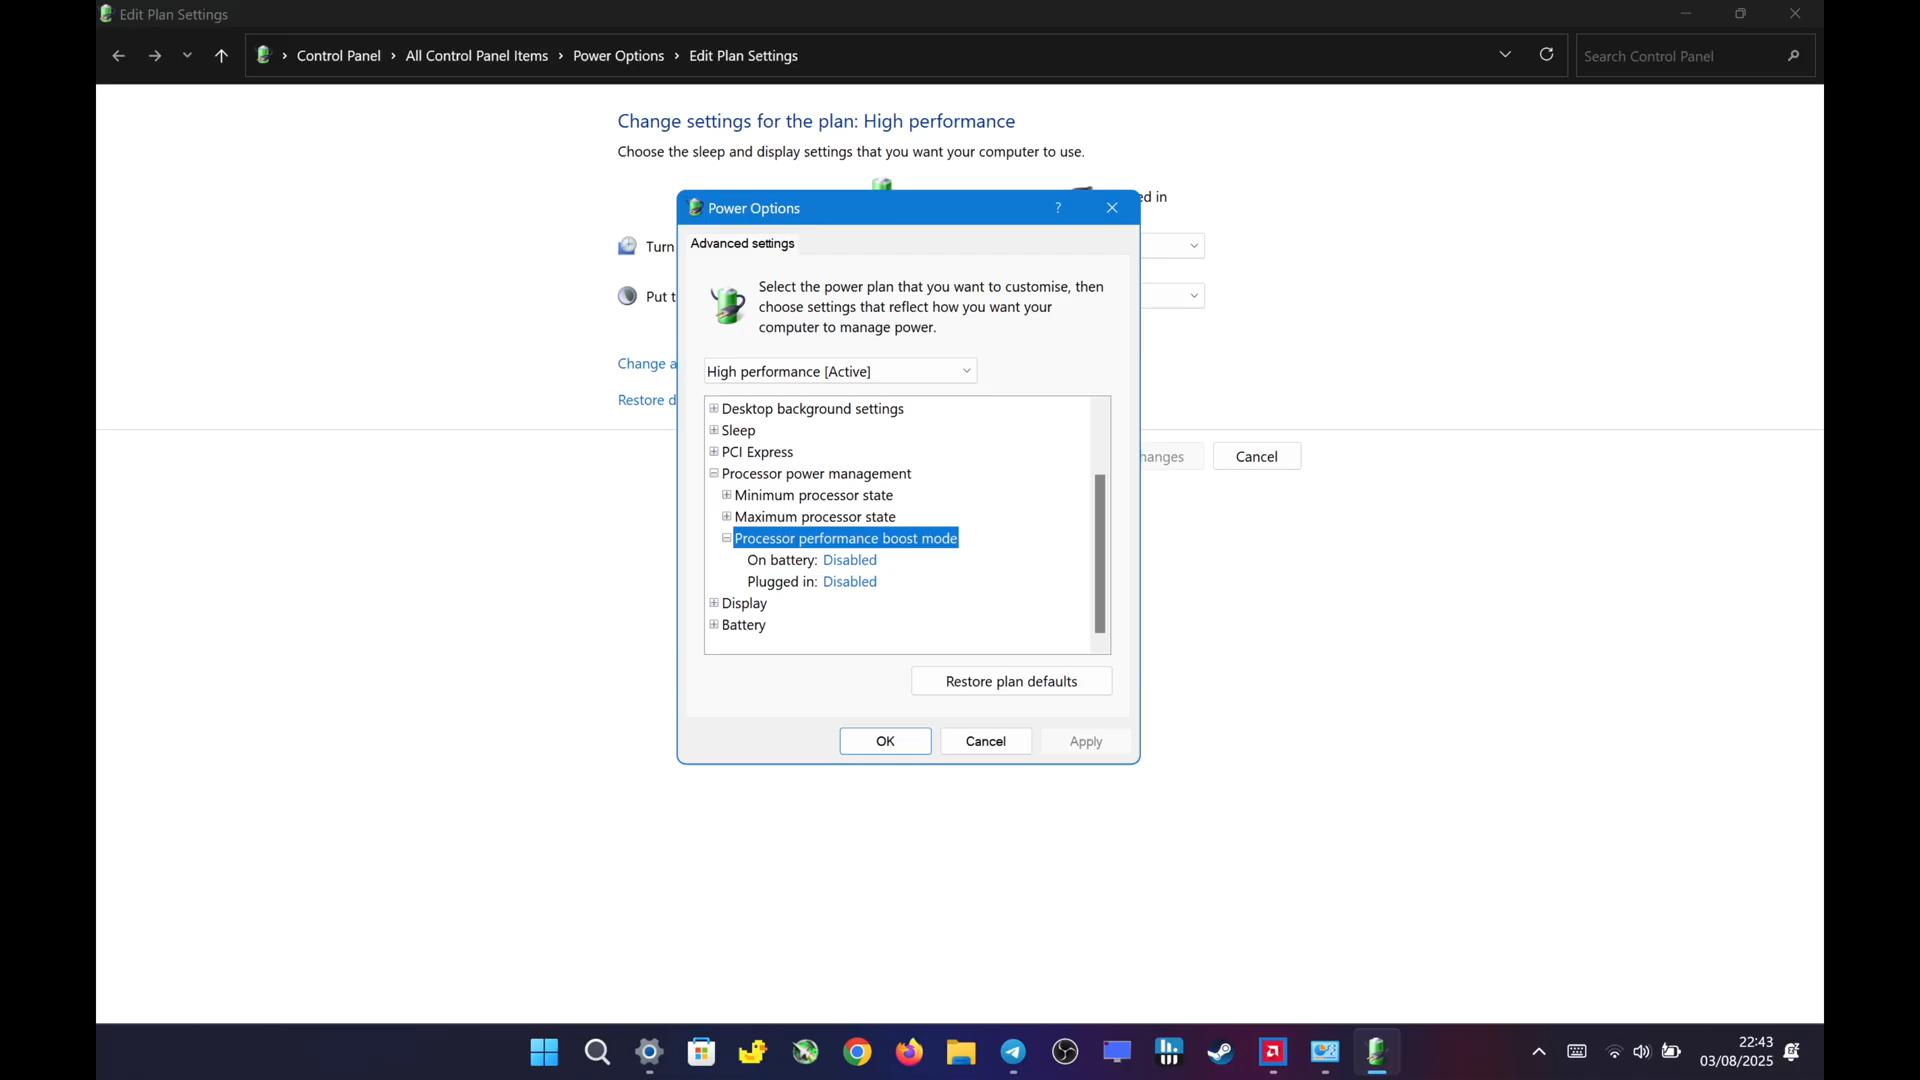 Edit Plan Settings
Control Panel > All Control Panel Items > Power Options > Edit Plan Settings
Search Control Panel
Change settings for the plan: High performance
Choose the sleep and display settings that you want your computer to use.
ed in
Turn
Put t
Change a
Restore d
hanges
Cancel
Power Options
?
Advanced settings
Select the power plan that you want to customise, then
choose settings that reflect how you want your
computer to manage power.
High performance [Active]
Desktop background settings
Sleep
PCI Express
Processor power management
Minimum processor state
Maximum processor state
Processor performance boost mode
On battery: Disabled
Plugged in: Disabled
Display
Battery
Restore plan defaults
OK
Cancel
Apply
22:43
03/08/2025